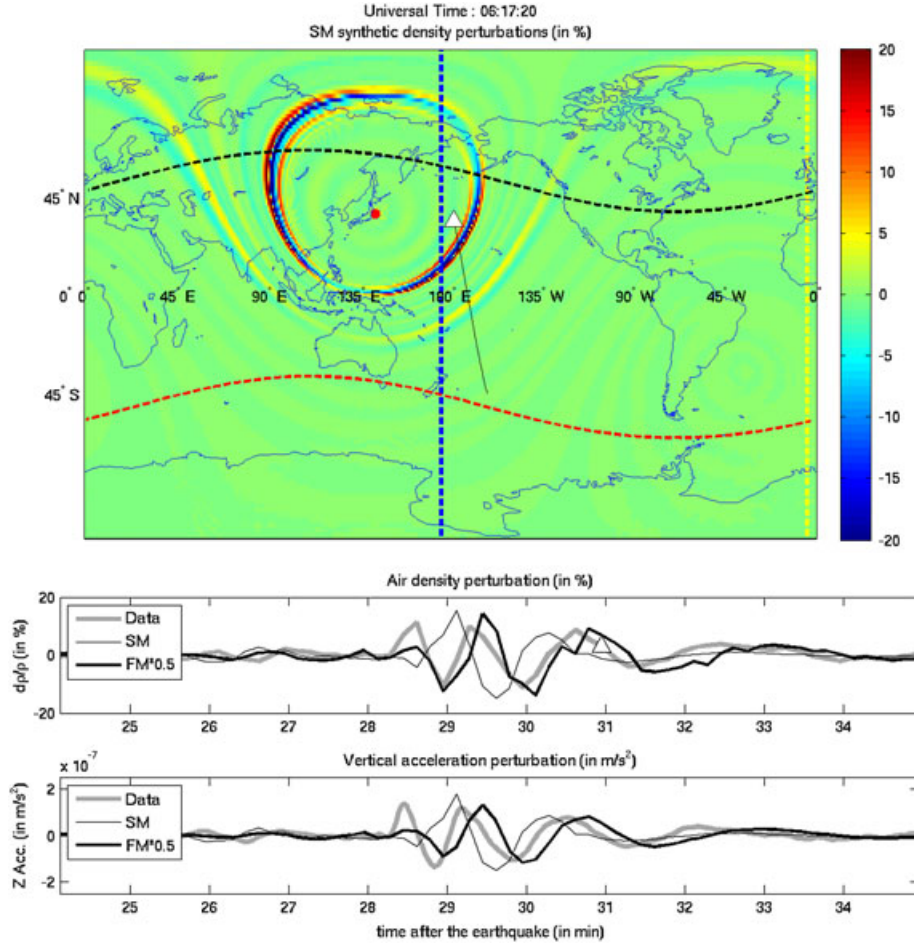 Universal Time : 06:17:20
SM synthetic density perturbations (in %)
20
15
10
5
0
-5
-10
-15
-20
45° N
0° 0 45° E 90° E 135° E 180° E 135° W 90° W 45° W 0°
45° S
Air density perturbation (in %)
dρ/ρ (in %)
20
0
-20
Data
SM
FM*0.5
25 26 27 28 29 30 31 32 33 34
Vertical acceleration perturbation (in m/s²)
x 10⁻⁷
Z Acc. (in m/s²)
2
0
-2
Data
SM
FM*0.5
25 26 27 28 29 30 31 32 33 34
time after the earthquake (in min)